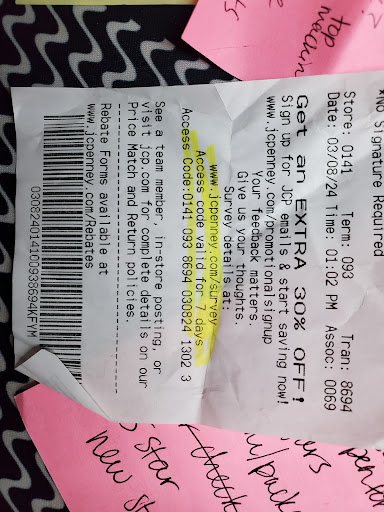 xNo Signature Required
Store: 0141 Term: 093 Tran: 8694
Date: 03/08/24 Time: 01:02 PM Assoc: 0069
Get an EXTRA 30% OFF!
Sign up for JCP emails & start saving now!
www.jcpenney.com/promotionalsignup
Your feedback matters.
Give us your thoughts.
Survey details at:
www.jcpenney.com/survey
Access code valid for 7 days
Access Code:0141 093 8694 030824 1302 3
See a team member, in-store posting, or
visit jcp.com for complete details on our
Price Match and Return policies.
Rebate Forms available at
www.jcpenney.com/Rebates
030824014100938694KFYM
top
star
new